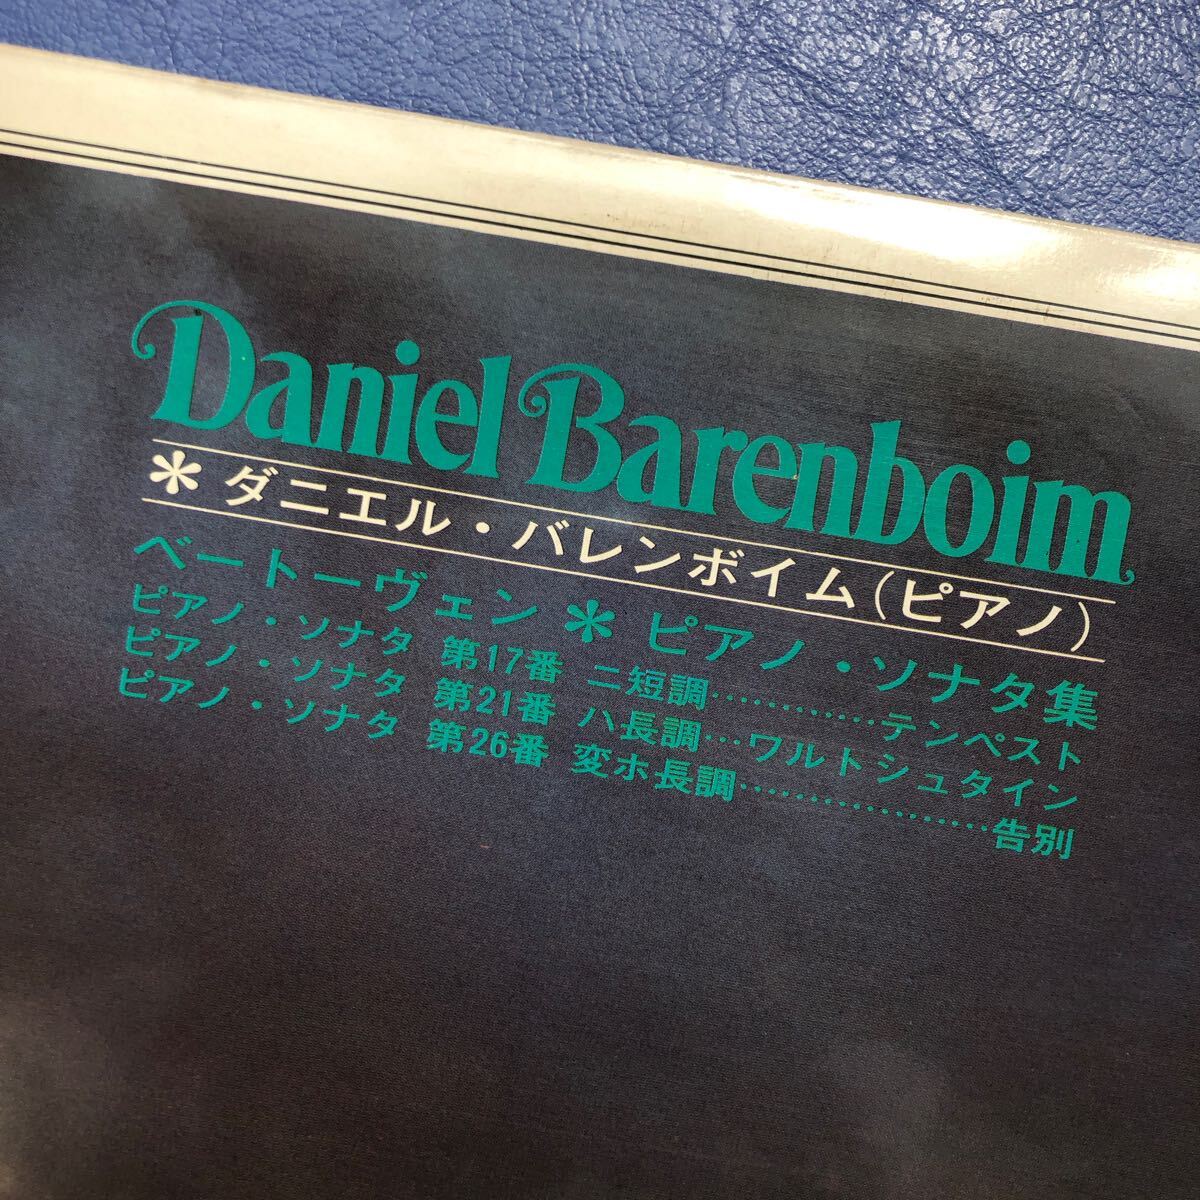 Daniel Barenboim
＊ダニエル・バレンボイム(ピアノ)
ベートーヴェン＊ピアノ・ソナタ集
ピアノ・ソナタ 第17番 ニ短調…………テンペスト
ピアノ・ソナタ 第21番 ハ長調…ワルトシュタイン
ピアノ・ソナタ 第26番 変ホ長調………………告別